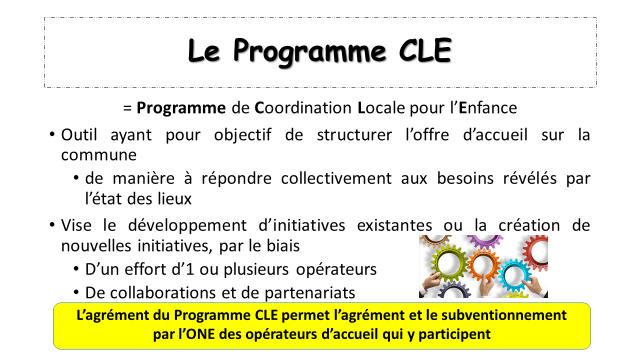 Le Programme CLE
= Programme de Coordination Locale pour l'Enfance
• Outil ayant pour objectif de structurer l'offre d'accueil sur la
commune
• de manière à répondre collectivement aux besoins révélés par
l'état des lieux
• Vise le développement d'initiatives existantes ou la création de
nouvelles initiatives, par le biais
• D'un effort d'1 ou plusieurs opérateurs
• De collaborations et de partenariats
L'agrément du Programme CLE permet l'agrément et le subventionnement
par l'ONE des opérateurs d'accueil qui y participent